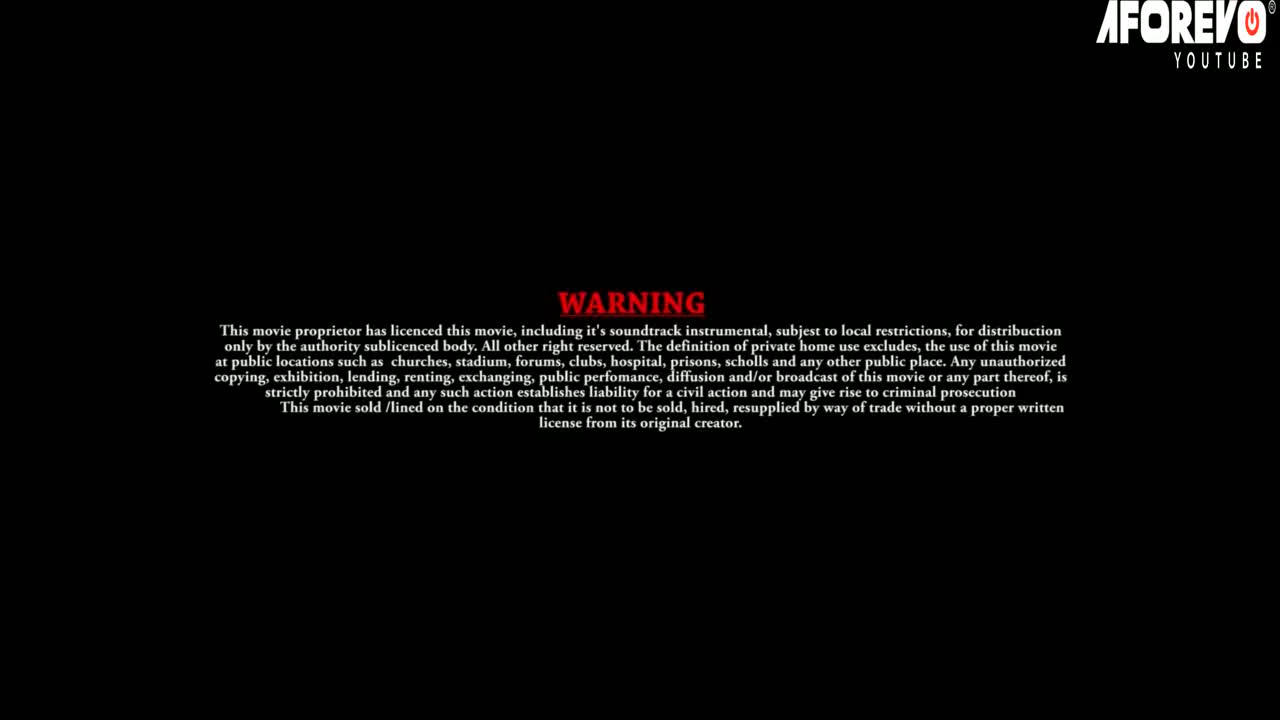 AFOREVO®
YOUTUBE
WARNING
This movie proprietor has licenced this movie, including it's soundtrack instrumental, subjest to local restrictions, for distribuction
only by the authority sublicenced body. All other right reserved. The definition of private home use excludes, the use of this movie
at public locations such as churches, stadium, forums, clubs, hospital, prisons, scholls and any other public place. Any unauthorized
copying, exhibition, lending, renting, exchanging, public perfomance, diffusion and/or broadcast of this movie or any part thereof, is
strictly prohibited and any such action establishes liability for a civil action and may give rise to criminal prosecution
This movie sold /lined on the condition that it is not to be sold, hired, resupplied by way of trade without a proper written
license from its original creator.